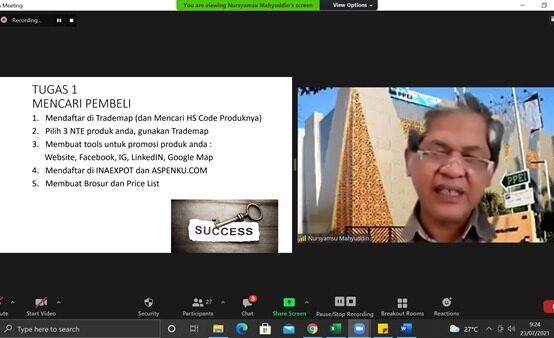 Meeting
You are viewing Nursyamsu Mahyuddin's screen
View Options
Recording...
TUGAS 1
MENCARI PEMBELI
1. Mendaftar di Trademap (dan Mencari HS Code Produknya)
2. Pilih 3 NTE produk anda, gunakan Trademap
3. Membuat tools untuk promosi produk anda :
Website, Facebook, IG, LinkedIN, Google Map
4. Mendaftar di INAEXPOT dan ASPENKU.COM
5. Membuat Brosur dan Price List
SUCCESS
PPEI
Nursyamsu Mahyuddin
Start Video
Security
Participants
27
Chat
3
Share Screen
Pause/Stop Recording
Breakout Rooms
Reactions
Type here to search
27°C
9:24
23/07/2021